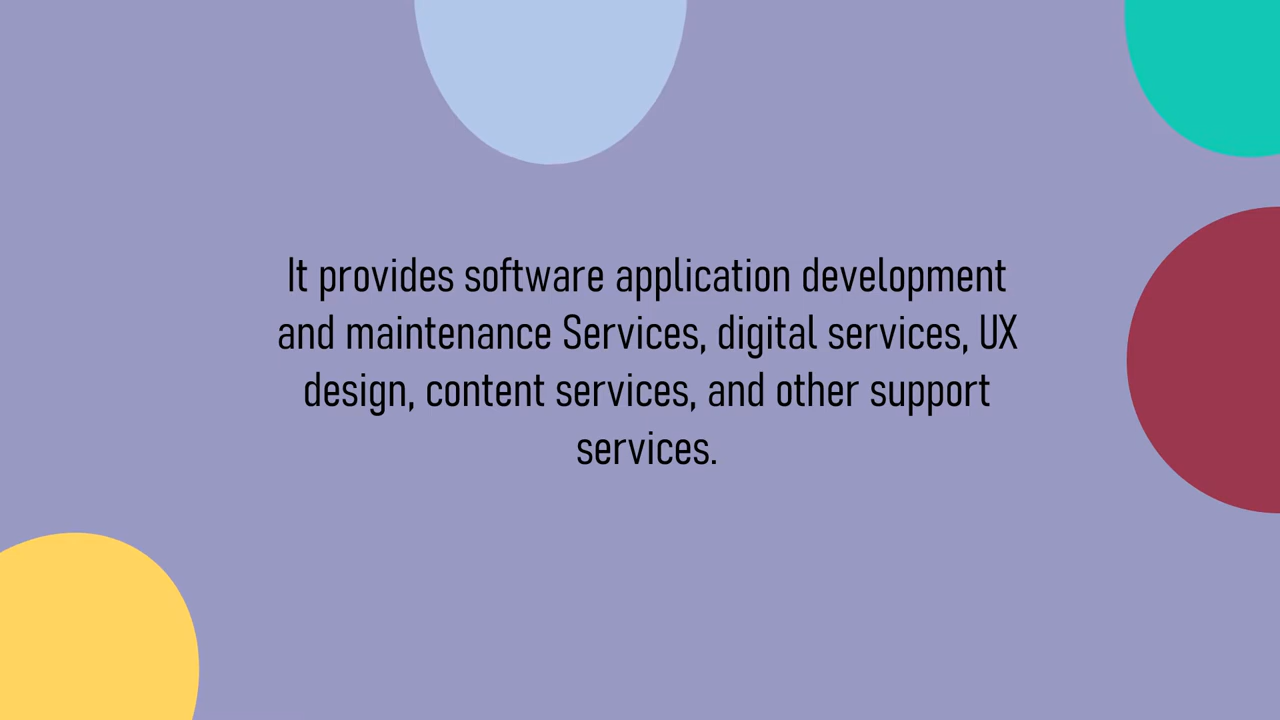 It provides software application development
and maintenance Services, digital services, UX
design, content services, and other support
services.